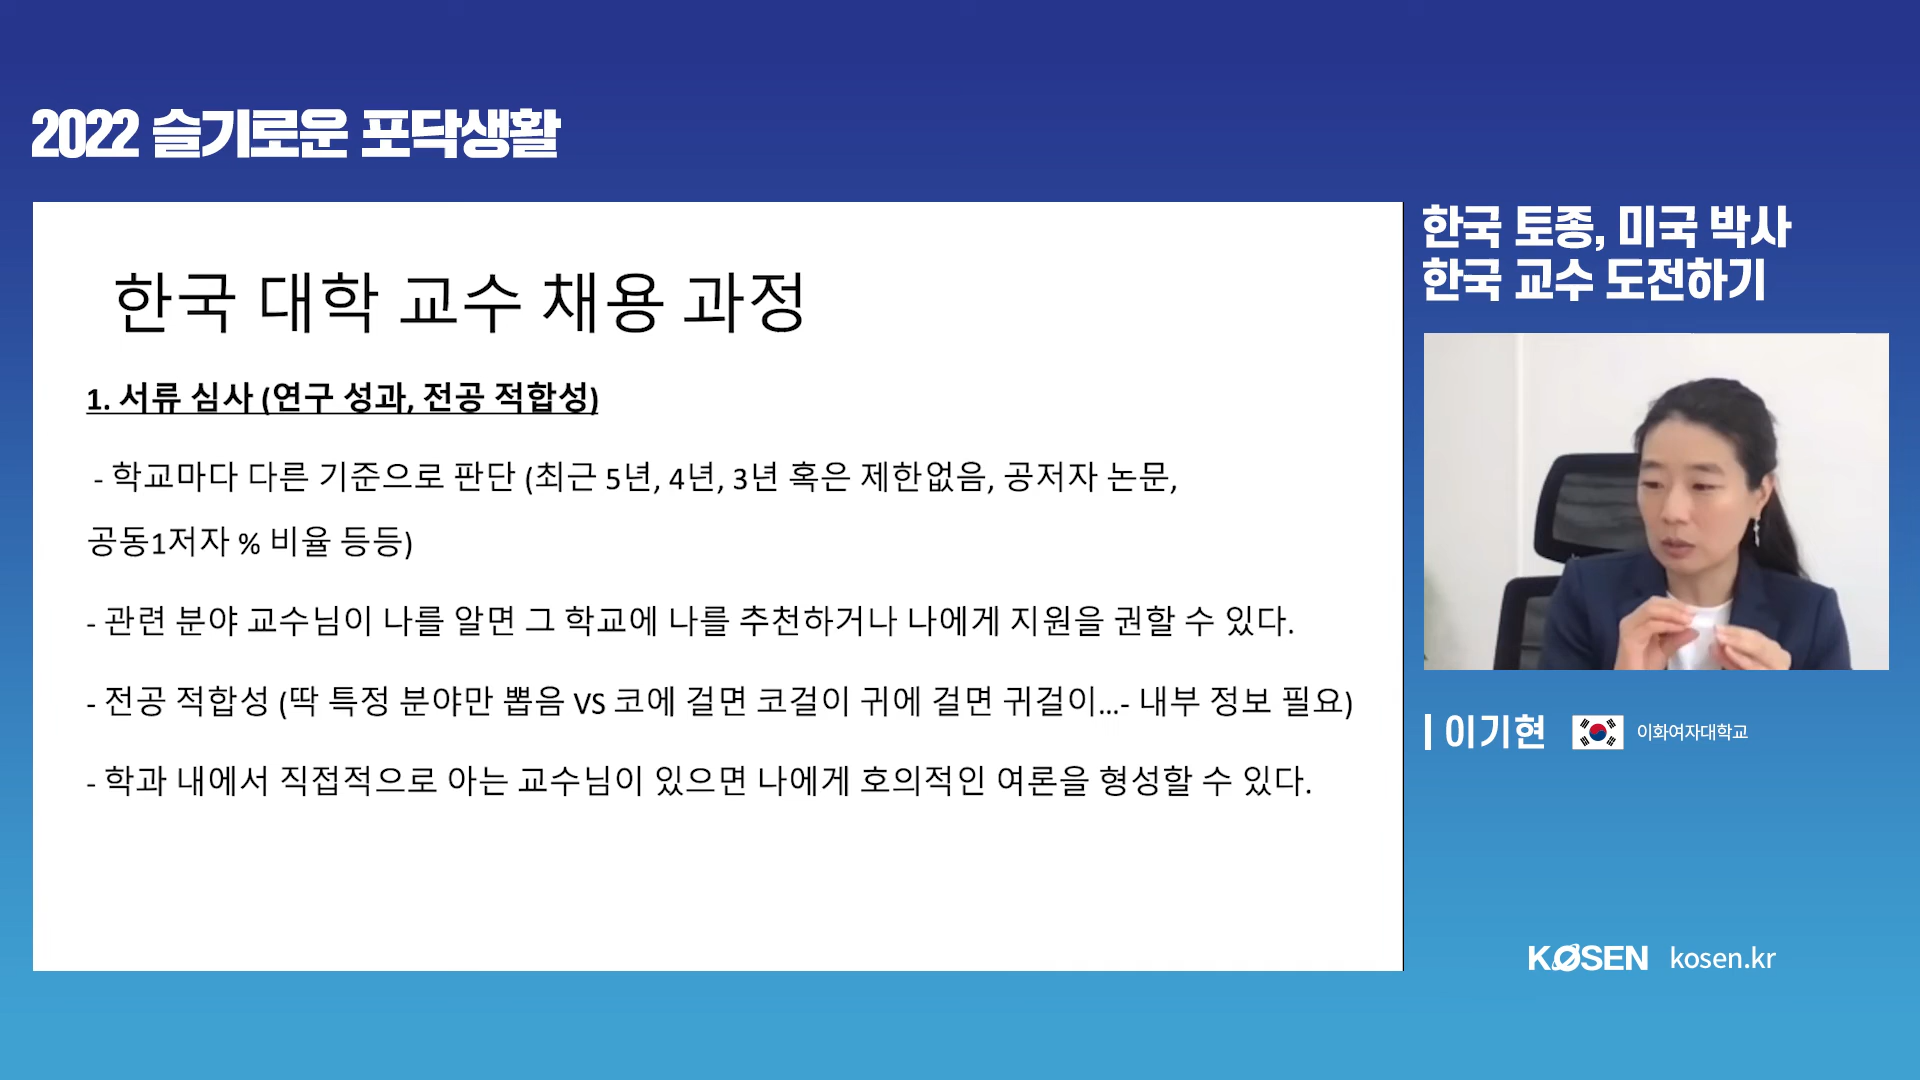 2022 슬기로운 포닥생활
한국 대학 교수 채용 과정
1. 서류 심사 (연구 성과, 전공 적합성)
- 학교마다 다른 기준으로 판단 (최근 5년, 4년, 3년 혹은 제한없음, 공저자 논문,
공동1저자 % 비율 등등)
- 관련 분야 교수님이 나를 알면 그 학교에 나를 추천하거나 나에게 지원을 권할 수 있다.
- 전공 적합성 (딱 특정 분야만 뽑음 VS 코에 걸면 코걸이 귀에 걸면 귀걸이...- 내부 정보 필요)
- 학과 내에서 직접적으로 아는 교수님이 있으면 나에게 호의적인 여론을 형성할 수 있다.
한국 토종, 미국 박사
한국 교수 도전하기
이기현 이화여자대학교
KOSEN kosen.kr